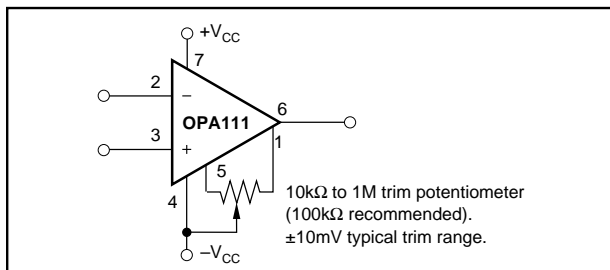 +VCC
7
2
−
OPA111
6
3
+
1
5
4
10kΩ to 1M trim potentiometer
(100kΩ recommended).
±10mV typical trim range.
−VCC